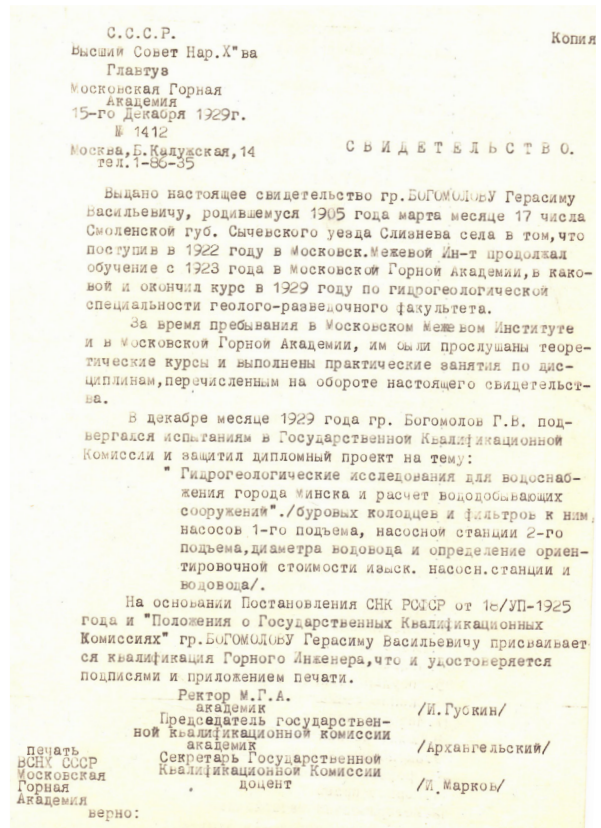 С.С.С.Р.
Копия
Высший Совет Нар.Х"ва
Главтуз
Московская Горная
Академия
15-го Декабря 1929г.
№ 1412
Москва,Б.Калужская,14
тел.1-86-35
СВИДЕТЕЛЬСТВО.
Выдано настоящее свидетельство гр.БОГОМОЛОВУ Герасиму
Васильевичу, родившемуся 1905 года марта месяце 17 числа
Смоленской губ. Сычевского уезда Слизнева села в том,что
поступив в 1922 году в Московск.Межевой Ин-т продолжал
обучение с 1923 года в Московской Горной Академии,в како-
вой и окончил курс в 1929 году по гидрогеологической
специальности геолого-разведочного факультета.
За время пребывания в Московском Межевом Институте
и в Московской Горной Академии, им были прослушаны теоре-
тические курсы и выполнены практические занятия по дис-
циплинам,перечисленным на обороте настоящего свидетельст-
ва.
В декабре месяце 1929 года гр. Богомолов Г.В. под-
вергался испытаниям в Государственной Квалификационной
Комиссии и защитил дипломный проект на тему:
" Гидрогеологические исследования для водоснаб-
жения города Минска и расчет вододобывающих
сооружений"./буровых колодцев и фильтров к ним,
насосов 1-го подъема, насосной станции 2-го
подъема,диаметра водовода и определение ориен-
тировочной стоимости изыск. насосн.станции и
водовода/.
На основании Постановления СНК РСФСР от 18/УП-1925
года и "Положения о Государственных Квалификационных
Комиссиях" гр.БОГОМОЛОВУ Герасиму Васильевичу присваивает-
ся квалификация Горного Инженера,что и удостоверяется
подписями и приложением печати.
Ректор М.Г.А.
академик /И.Губкин/
Председатель государствен-
ной квалификационной комиссии
академик /Архангельский/
Секретарь Государственной
Квалификационной Комиссии
доцент /И.Марков/
печать
ВСНХ СССР
Московская
Горная
Академия
верно: